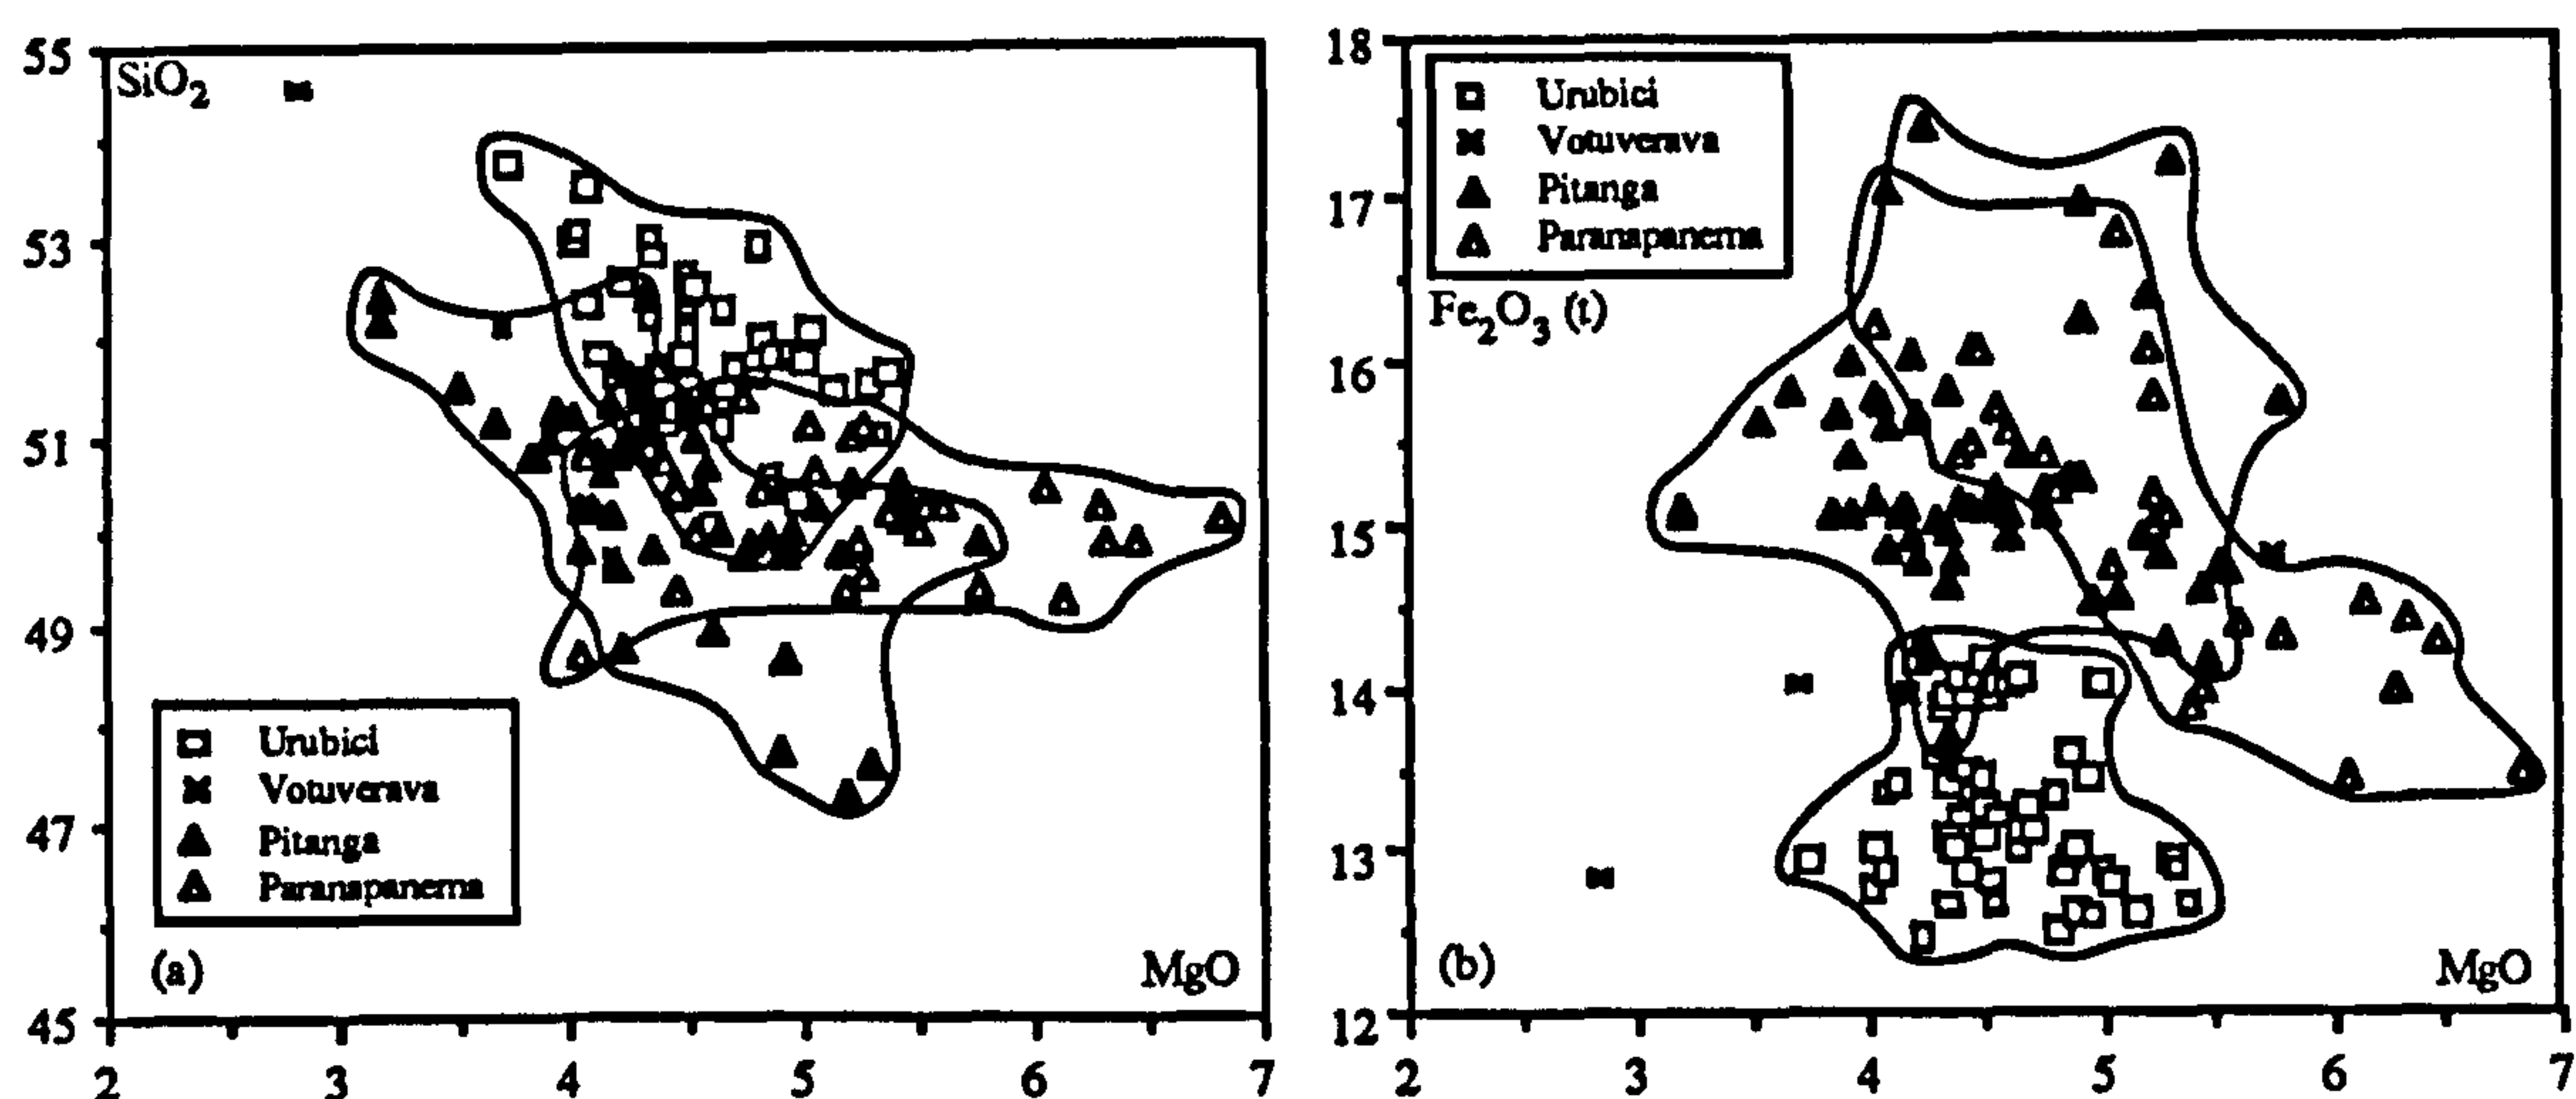 55
53
51
49
47
45
SiO2
Urubici
Votuverava
Pitanga
Paranapanema
(a)
MgO
2 3 4 5 6 7
18
17
16
15
14
13
12
Urubici
Votuverava
Pitanga
Paranapanema
Fe2O3 (t)
(b)
MgO
2 3 4 5 6 7